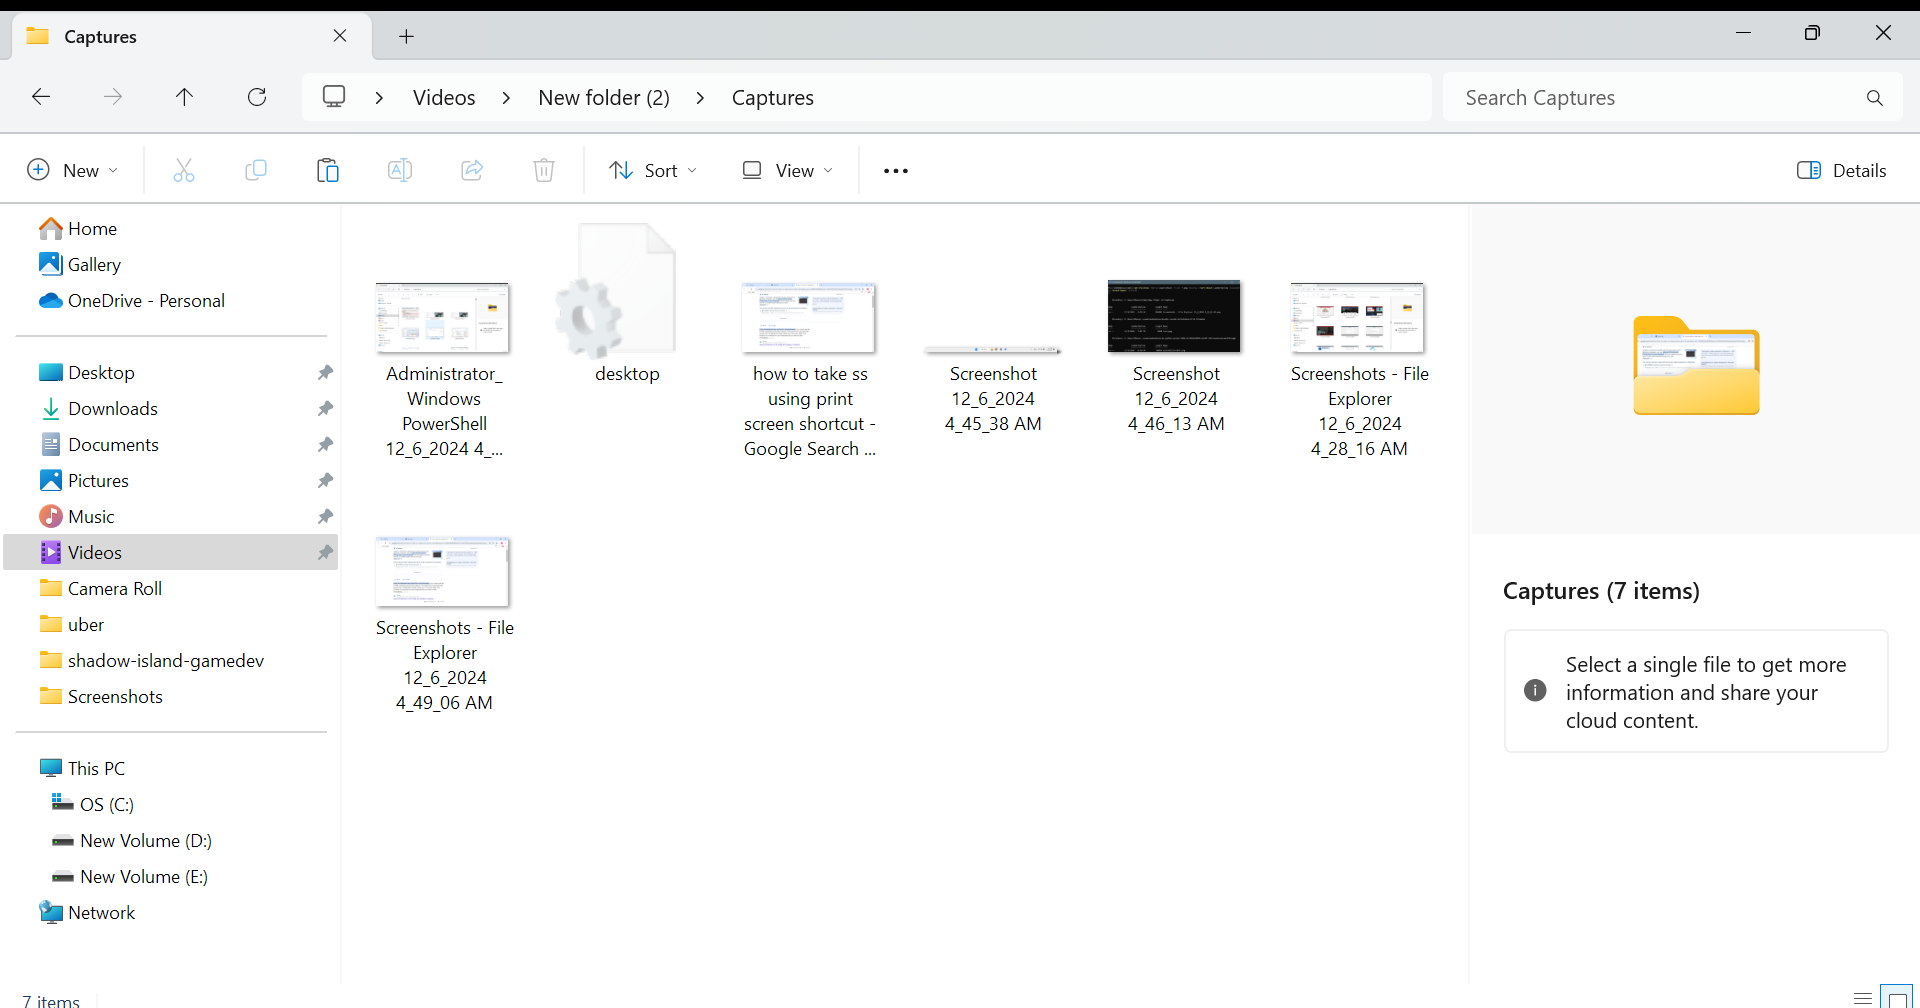 Captures
Videos
New folder (2)
Captures
Search Captures
New
Sort
View
Details
Home
Gallery
OneDrive - Personal
Desktop
Downloads
Documents
Pictures
Music
Videos
Camera Roll
uber
shadow-island-gamedev
Screenshots
This PC
OS (C:)
New Volume (D:)
New Volume (E:)
Network
Administrator_
Windows
PowerShell
12_6_2024 4_...
desktop
how to take ss
using print
screen shortcut -
Google Search ...
Screenshot
12_6_2024
4_45_38 AM
Screenshot
12_6_2024
4_46_13 AM
Screenshots - File
Explorer
12_6_2024
4_28_16 AM
Screenshots - File
Explorer
12_6_2024
4_49_06 AM
Captures (7 items)
Select a single file to get more
information and share your
cloud content.
7 items